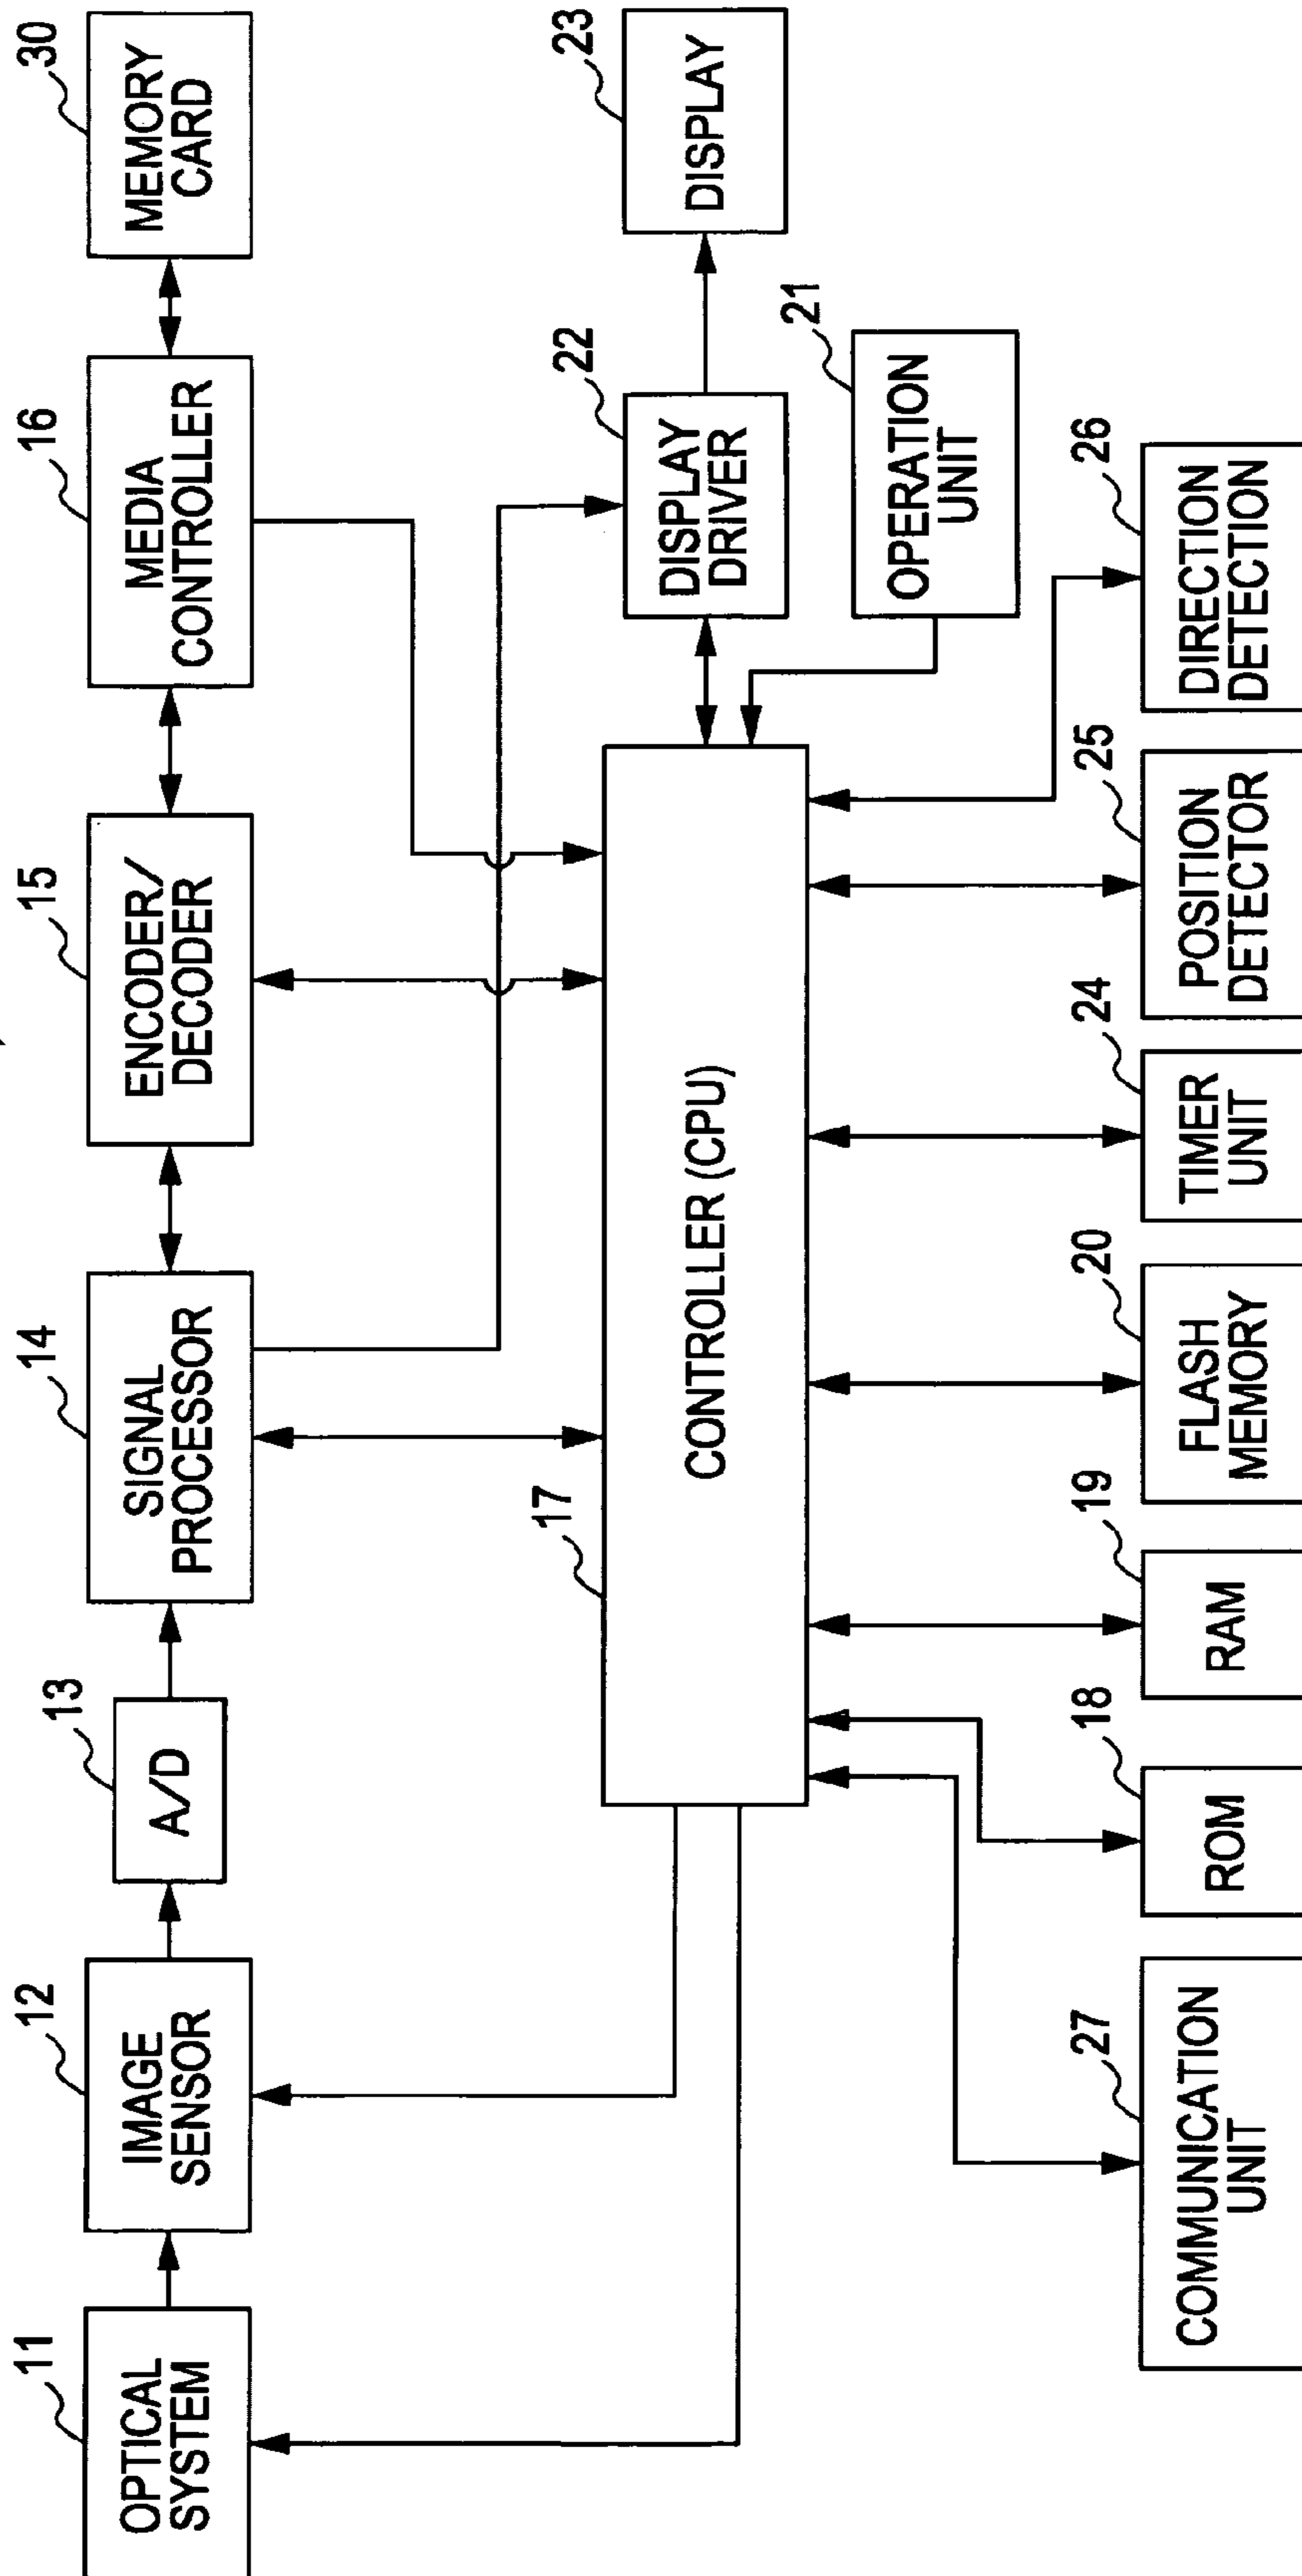 11
OPTICAL
SYSTEM
12
IMAGE
SENSOR
13
A/D
14
SIGNAL
PROCESSOR
15
ENCODER/
DECODER
16
MEDIA
CONTROLLER
30
MEMORY
CARD
17
CONTROLLER (CPU)
22
DISPLAY
DRIVER
23
DISPLAY
21
OPERATION
UNIT
27
COMMUNICATION
UNIT
18
ROM
19
RAM
20
FLASH
MEMORY
24
TIMER
UNIT
25
POSITION
DETECTOR
26
DIRECTION
DETECTION